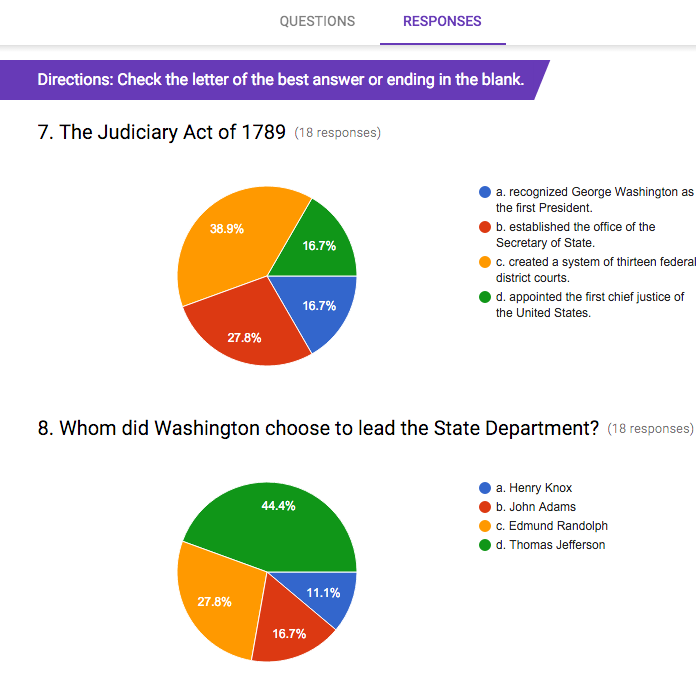 QUESTIONS RESPONSES
Directions: Check the letter of the best answer or ending in the blank.
7. The Judiciary Act of 1789 (18 responses)
38.9%
16.7%
16.7%
27.8%
a. recognized George Washington as
the first President.
b. established the office of the
Secretary of State.
c. created a system of thirteen federal
district courts.
d. appointed the first chief justice of
the United States.
8. Whom did Washington choose to lead the State Department? (18 responses)
44.4%
11.1%
27.8%
16.7%
a. Henry Knox
b. John Adams
c. Edmund Randolph
d. Thomas Jefferson